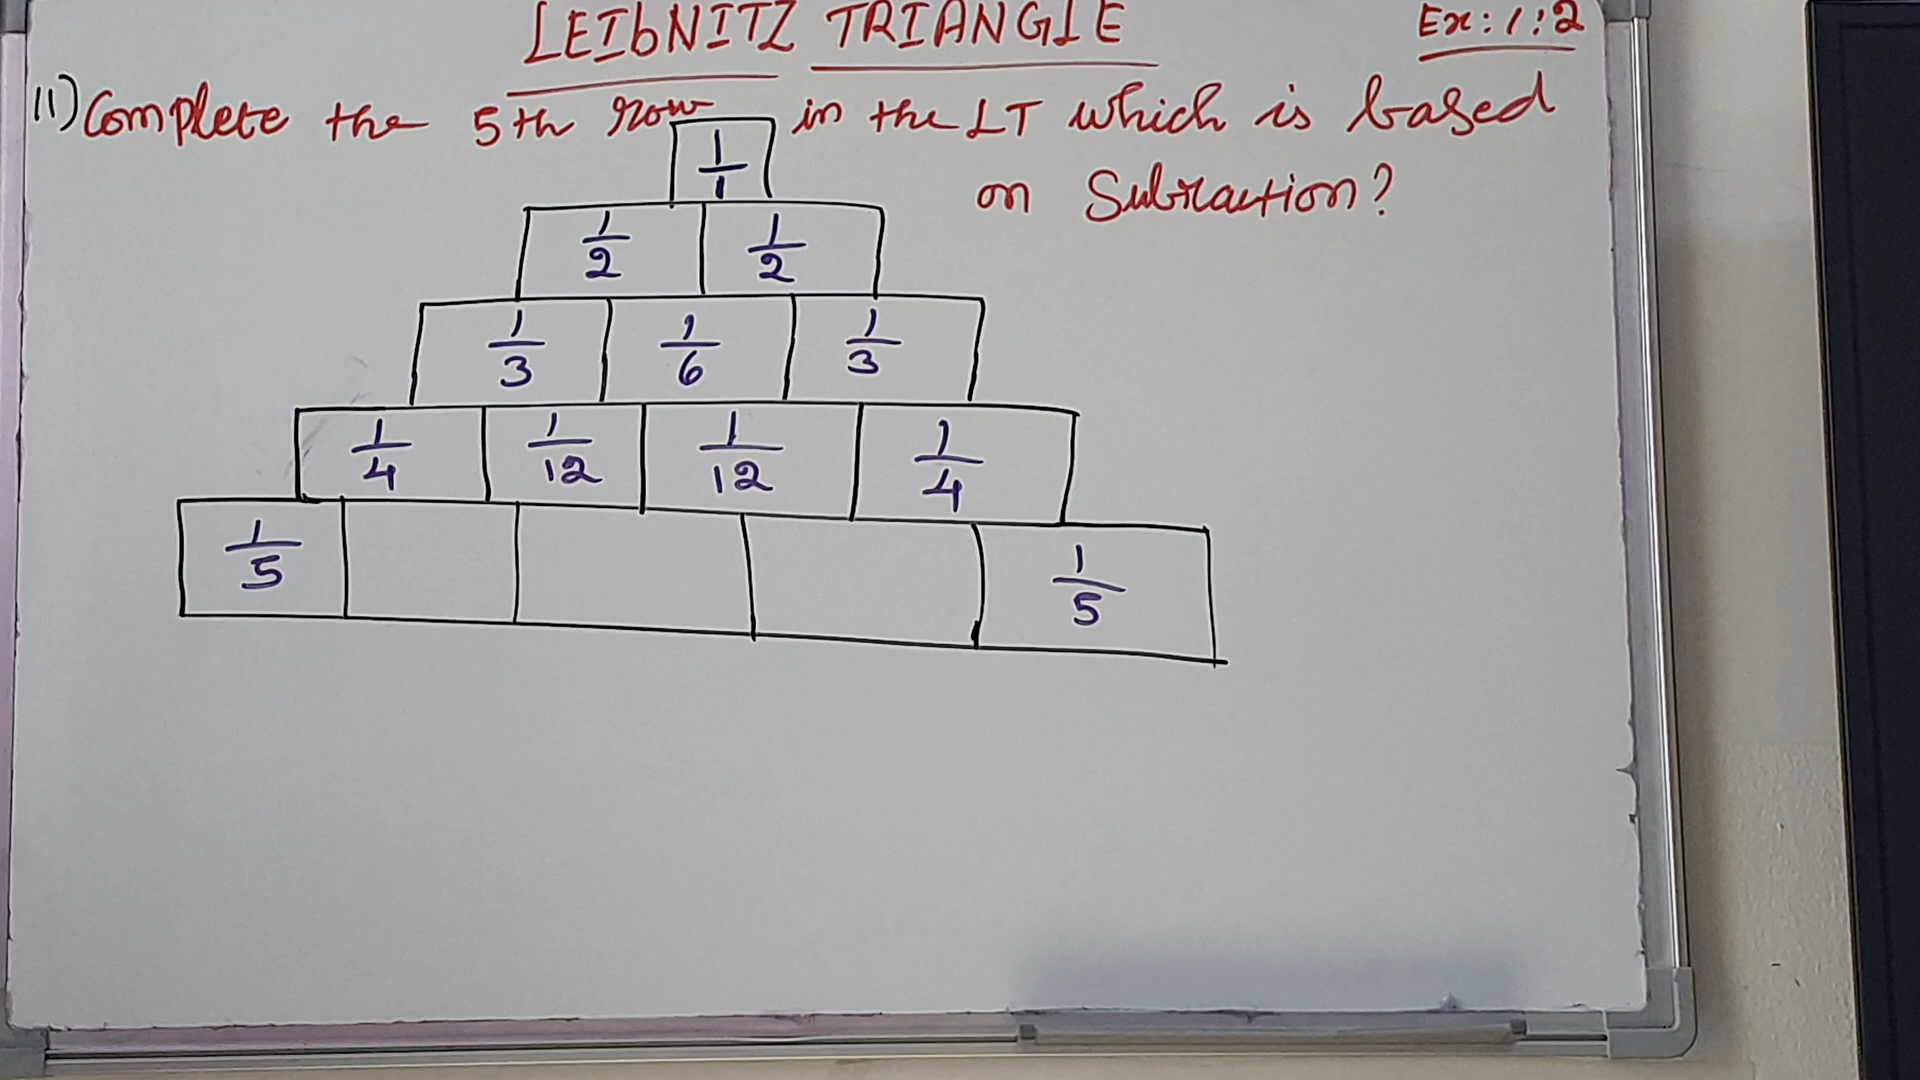 LEIbNITZ TRIANGLE
Ex: 1:2
11) Complete the 5th row in the LT which is based
on Subtraction?
1/1
1/2 1/2
1/3 1/6 1/3
1/4 1/12 1/12 1/4
1/5 1/5